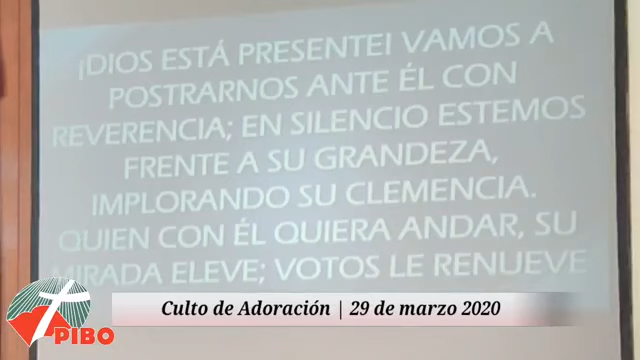 ¡DIOS ESTÁ PRESENTE! VAMOS A
POSTRARNOS ANTE ÉL CON
REVERENCIA; EN SILENCIO ESTEMOS
FRENTE A SU GRANDEZA,
IMPLORANDO SU CLEMENCIA.
QUIEN CON ÉL QUIERA ANDAR, SU
MIRADA ELEVE; VOTOS LE RENUEVE
Culto de Adoración | 29 de marzo 2020
PIBO